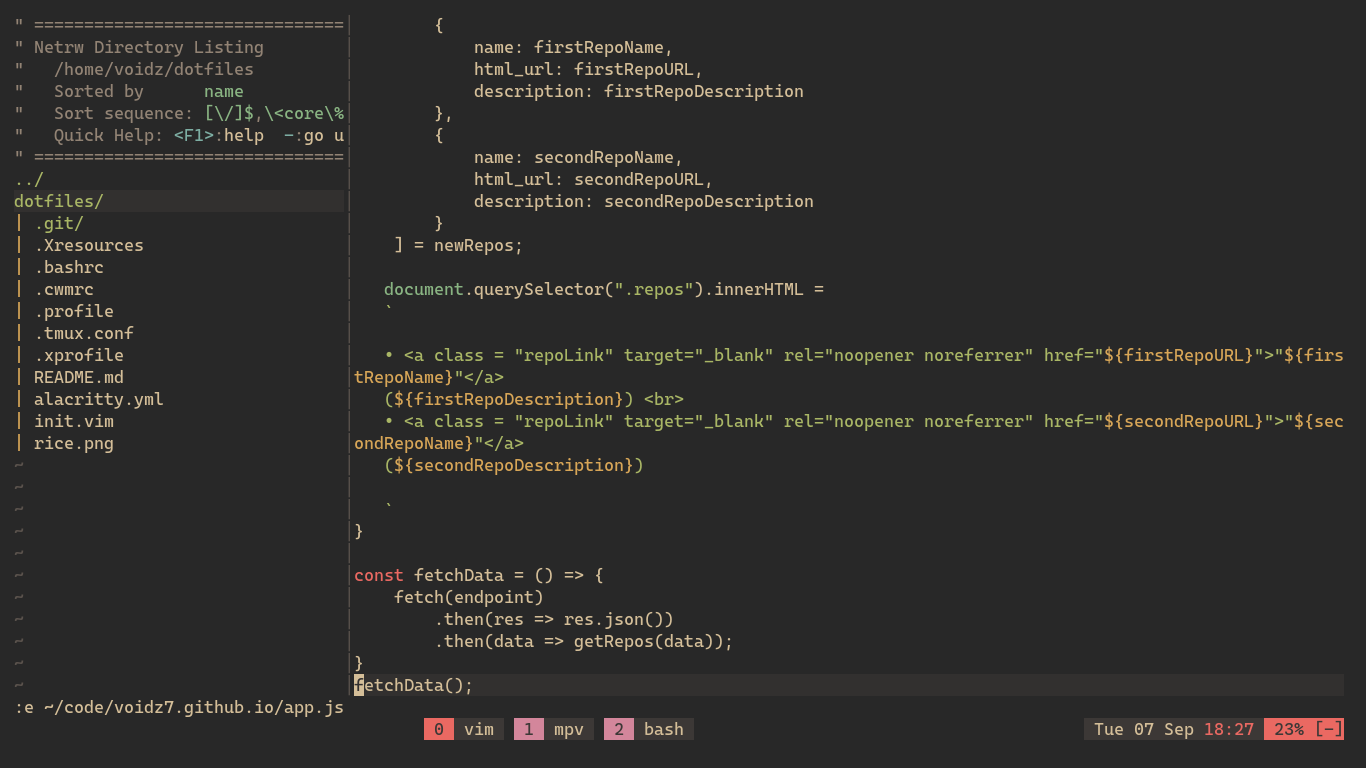 " ===============================
" Netrw Directory Listing
"   /home/voidz/dotfiles
"   Sorted by      name
"   Sort sequence: [\/]$,\<core\%
"   Quick Help: <F1>:help  -:go u
" ===============================
../
dotfiles/
| .git/
| .Xresources
| .bashrc
| .cwmrc
| .profile
| .tmux.conf
| .xprofile
| README.md
| alacritty.yml
| init.vim
| rice.png
~
~
~
~
~
~
~
~
~
~
~
        {
            name: firstRepoName,
            html_url: firstRepoURL,
            description: firstRepoDescription
        },
        {
            name: secondRepoName,
            html_url: secondRepoURL,
            description: secondRepoDescription
        }
    ] = newRepos;
   document.querySelector(".repos").innerHTML =
   `
   • <a class = "repoLink" target="_blank" rel="noopener noreferrer" href="${firstRepoURL}">"${firs
tRepoName}"</a>
   (${firstRepoDescription}) <br>
   • <a class = "repoLink" target="_blank" rel="noopener noreferrer" href="${secondRepoURL}">"${sec
ondRepoName}"</a>
   (${secondRepoDescription})
   `
}
const fetchData = () => {
    fetch(endpoint)
        .then(res => res.json())
        .then(data => getRepos(data));
}
fetchData();
:e ~/code/voidz7.github.io/app.js
0 vim 1 mpv 2 bash Tue 07 Sep 18:27 23% [-]